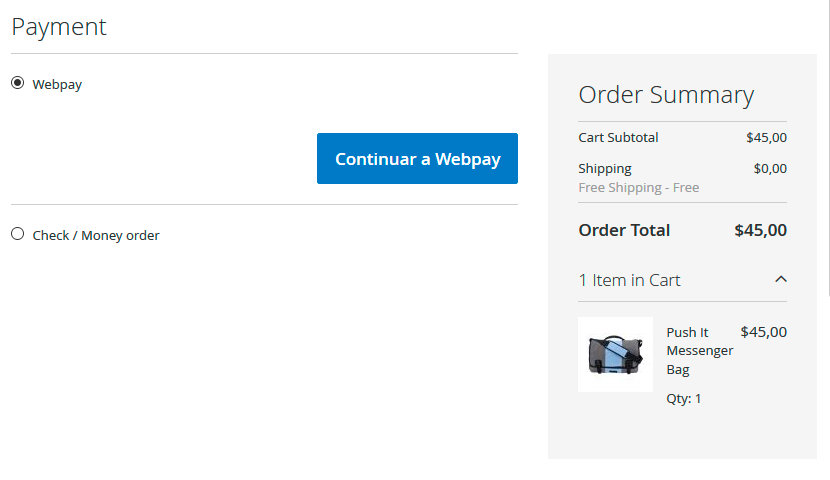 Payment
Webpay
Continuar a Webpay
Check / Money order
Order Summary
Cart Subtotal $45,00
Shipping $0,00
Free Shipping - Free
Order Total $45,00
1 Item in Cart
Push It $45,00
Messenger
Bag
Qty: 1